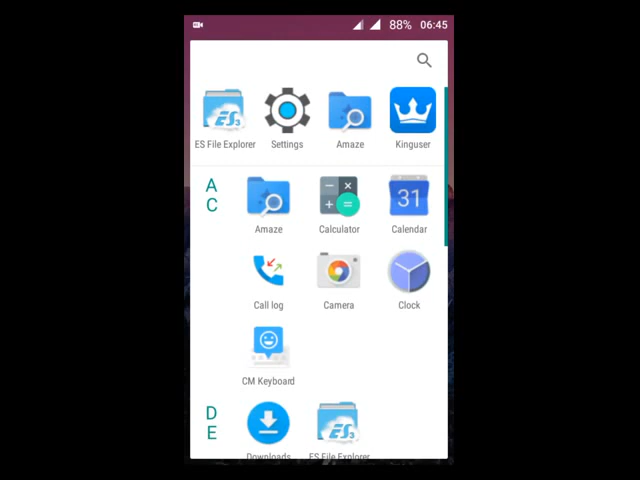 88% 06:45
ES File Explorer Settings Amaze Kinguser
A
C
Amaze Calculator Calendar
31
Call log Camera Clock
CM Keyboard
D
E
Downloads ES File Explorer